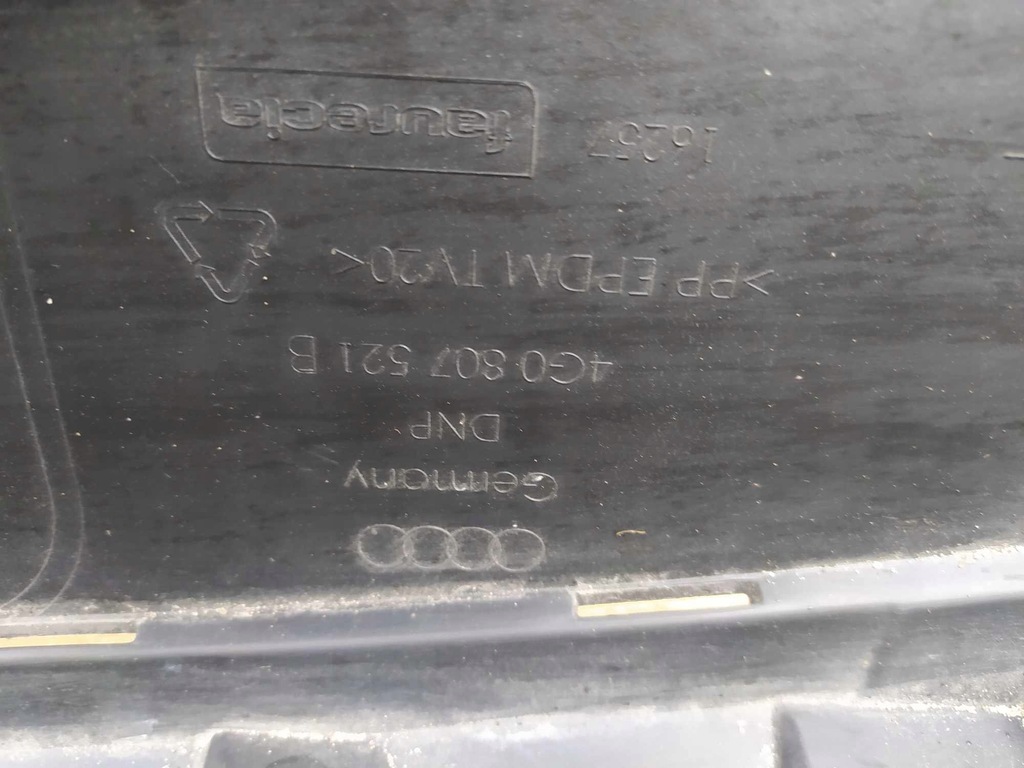 Germany
DNP
4G0 807 521 B
>PP EPDM TV20<
16257
faurecia